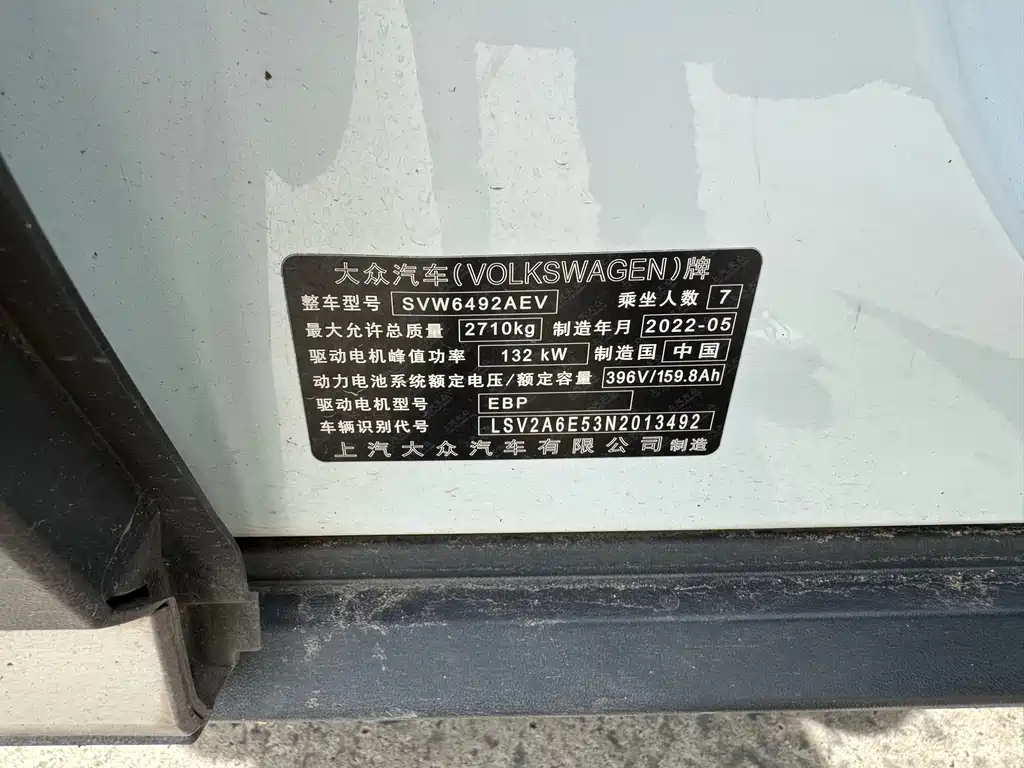 大众汽车(VOLKSWAGEN)牌
整车型号 SVW6492AEV 乘坐人数 7
最大允许总质量 2710kg 制造年月 2022-05
驱动电机峰值功率 132 kW 制造国 中国
动力电池系统额定电压/额定容量 396V/159.8Ah
驱动电机型号 EBP
车辆识别代号 LSV2A6E53N2013492
上汽大众汽车有限公司 制造